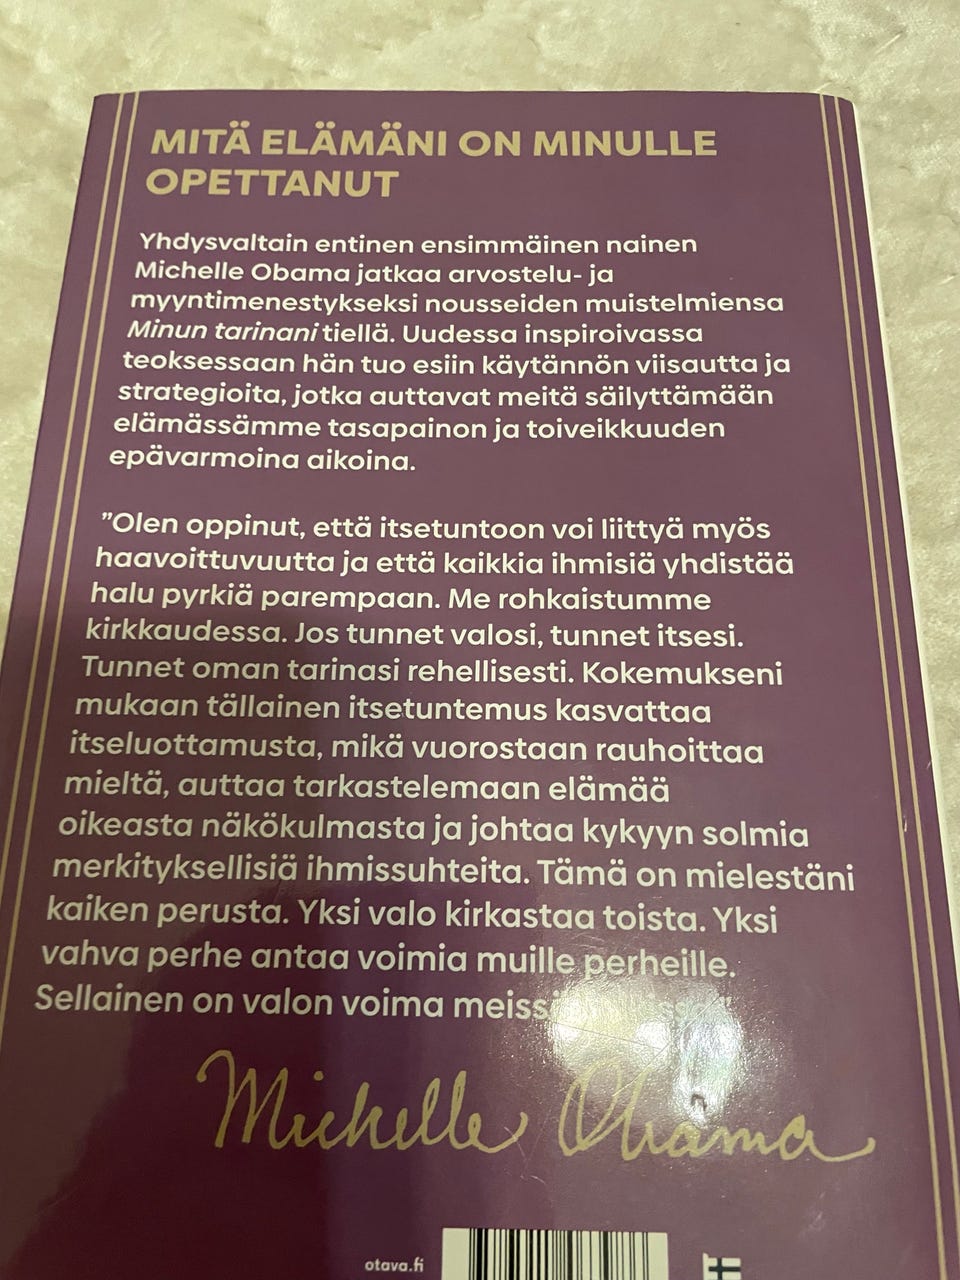 MITÄ ELÄMÄNI ON MINULLE
OPETTANUT
Yhdysvaltain entinen ensimmäinen nainen
Michelle Obama jatkaa arvostelu- ja
myyntimenestykseksi nousseiden muistelmiensa
Minun tarinani tiellä. Uudessa inspiroivassa
teoksessaan hän tuo esiin käytännön viisautta ja
strategioita, jotka auttavat meitä säilyttämään
elämässämme tasapainon ja toiveikkuuden
epävarmoina aikoina.
”Olen oppinut, että itsetuntoon voi liittyä myös
haavoittuvuutta ja että kaikkia ihmisiä yhdistää
halu pyrkiä parempaan. Me rohkaistumme
kirkkaudessa. Jos tunnet valosi, tunnet itsesi.
Tunnet oman tarinasi rehellisesti. Kokemukseni
mukaan tällainen itsetuntemus kasvattaa
itseluottamusta, mikä vuorostaan rauhoittaa
mieltä, auttaa tarkastelemaan elämää
oikeasta näkökulmasta ja johtaa kykyyn solmia
merkityksellisiä ihmissuhteita. Tämä on mielestäni
kaiken perusta. Yksi valo kirkastaa toista. Yksi
vahva perhe antaa voimia muille perheille.
Sellainen on valon voima
Michelle Obama
otava.fi